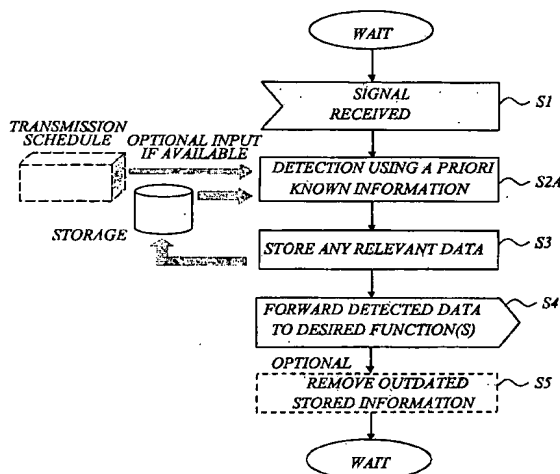 WAIT
SIGNAL
RECEIVED
S1
TRANSMISSION
SCHEDULE
OPTIONAL INPUT
IF AVAILABLE
DETECTION USING A PRIORI
KNOWN INFORMATION
S2A
STORAGE
STORE ANY RELEVANT DATA
S3
FORWARD DETECTED DATA
TO DESIRED FUNCTION(S)
S4
OPTIONAL
REMOVE OUTDATED
STORED INFORMATION
S5
WAIT